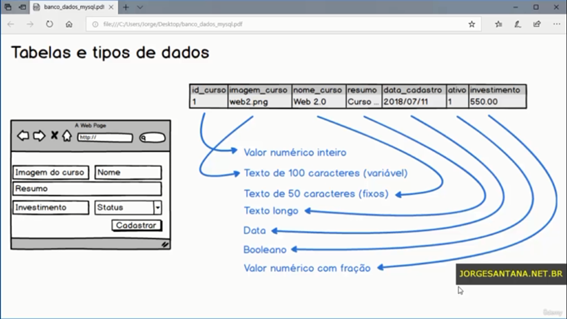 banco_dados_mysql.pdf
file:///C:/Users/Jorge/Desktop/banco_dados_mysql.pdf
Tabelas e tipos de dados
id_curso imagem_curso nome_curso resumo data_cadastro ativo investimento
1 web2.png Web 2.0 Curso ... 2018/07/11 1 550.00
A Web Page
http://
Imagem do curso Nome
Resumo
Investimento Status
Cadastrar
Valor numérico inteiro
Texto de 100 caracteres (variável)
Texto de 50 caracteres (fixos)
Texto longo
Data
Booleano
Valor numérico com fração
JORGESANTANA.NET.BR
Udemy